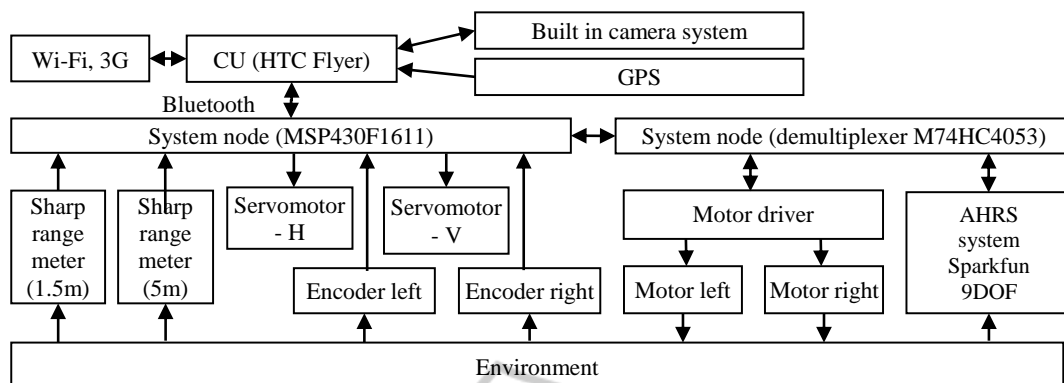 Wi-Fi, 3G
CU (HTC Flyer)
Built in camera system
GPS
Bluetooth
System node (MSP430F1611)
System node (demultiplexer M74HC4053)
Sharp
range
meter
(1.5m)
Sharp
range
meter
(5m)
Servomotor
- H
Servomotor
- V
Motor driver
AHRS
system
Sparkfun
9DOF
Encoder left
Encoder right
Motor left
Motor right
Environment